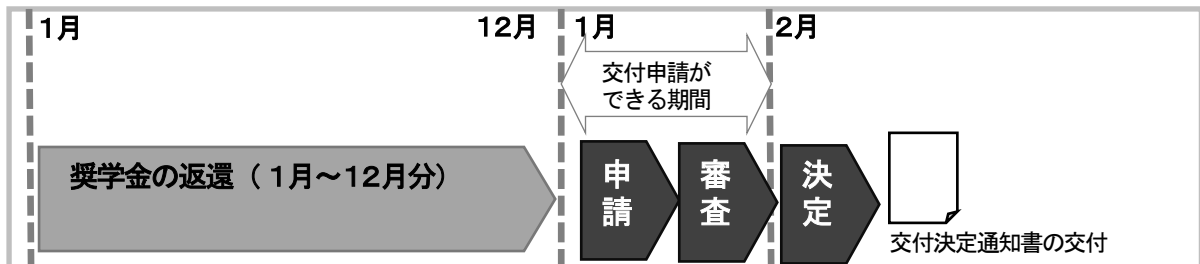 1月
12月
1月
2月
交付申請が
できる期間
奨学金の返還（1月～12月分）
申請
審査
決定
交付決定通知書の交付